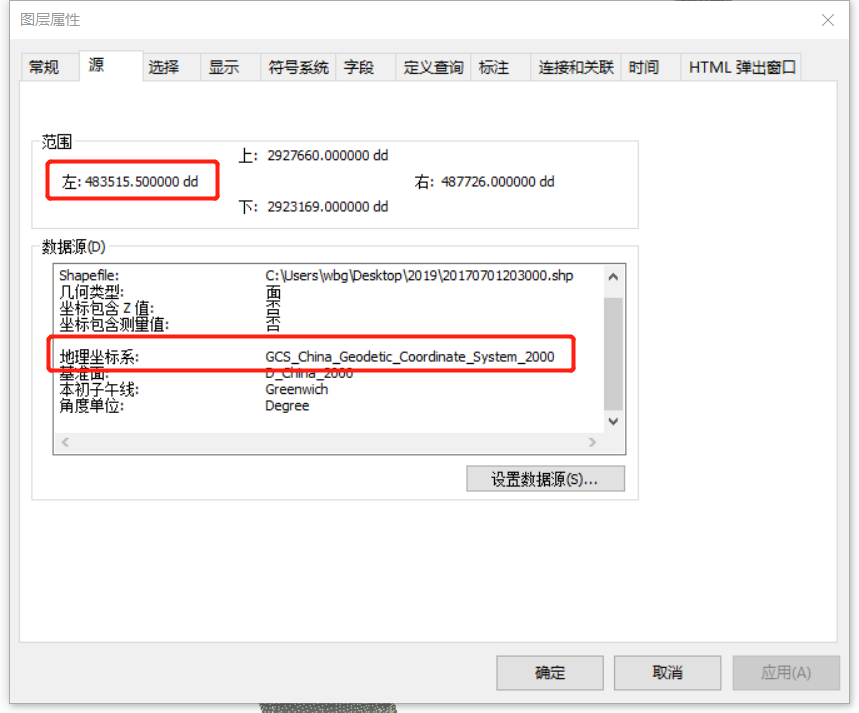 图层属性
常规 源 选择 显示 符号系统 字段 定义查询 标注 连接和关联 时间 HTML 弹出窗口
范围
上: 2927660.000000 dd
左: 483515.500000 dd 右: 487726.000000 dd
下: 2923169.000000 dd
数据源(D)
Shapefile: C:\Users\wbg\Desktop\2019\20170701203000.shp
几何类型: 面
坐标包含 Z 值: 否
坐标包含测量值: 否
地理坐标系: GCS_China_Geodetic_Coordinate_System_2000
基准面: D_China_2000
本初子午线: Greenwich
角度单位: Degree
设置数据源(S)...
确定 取消 应用(A)